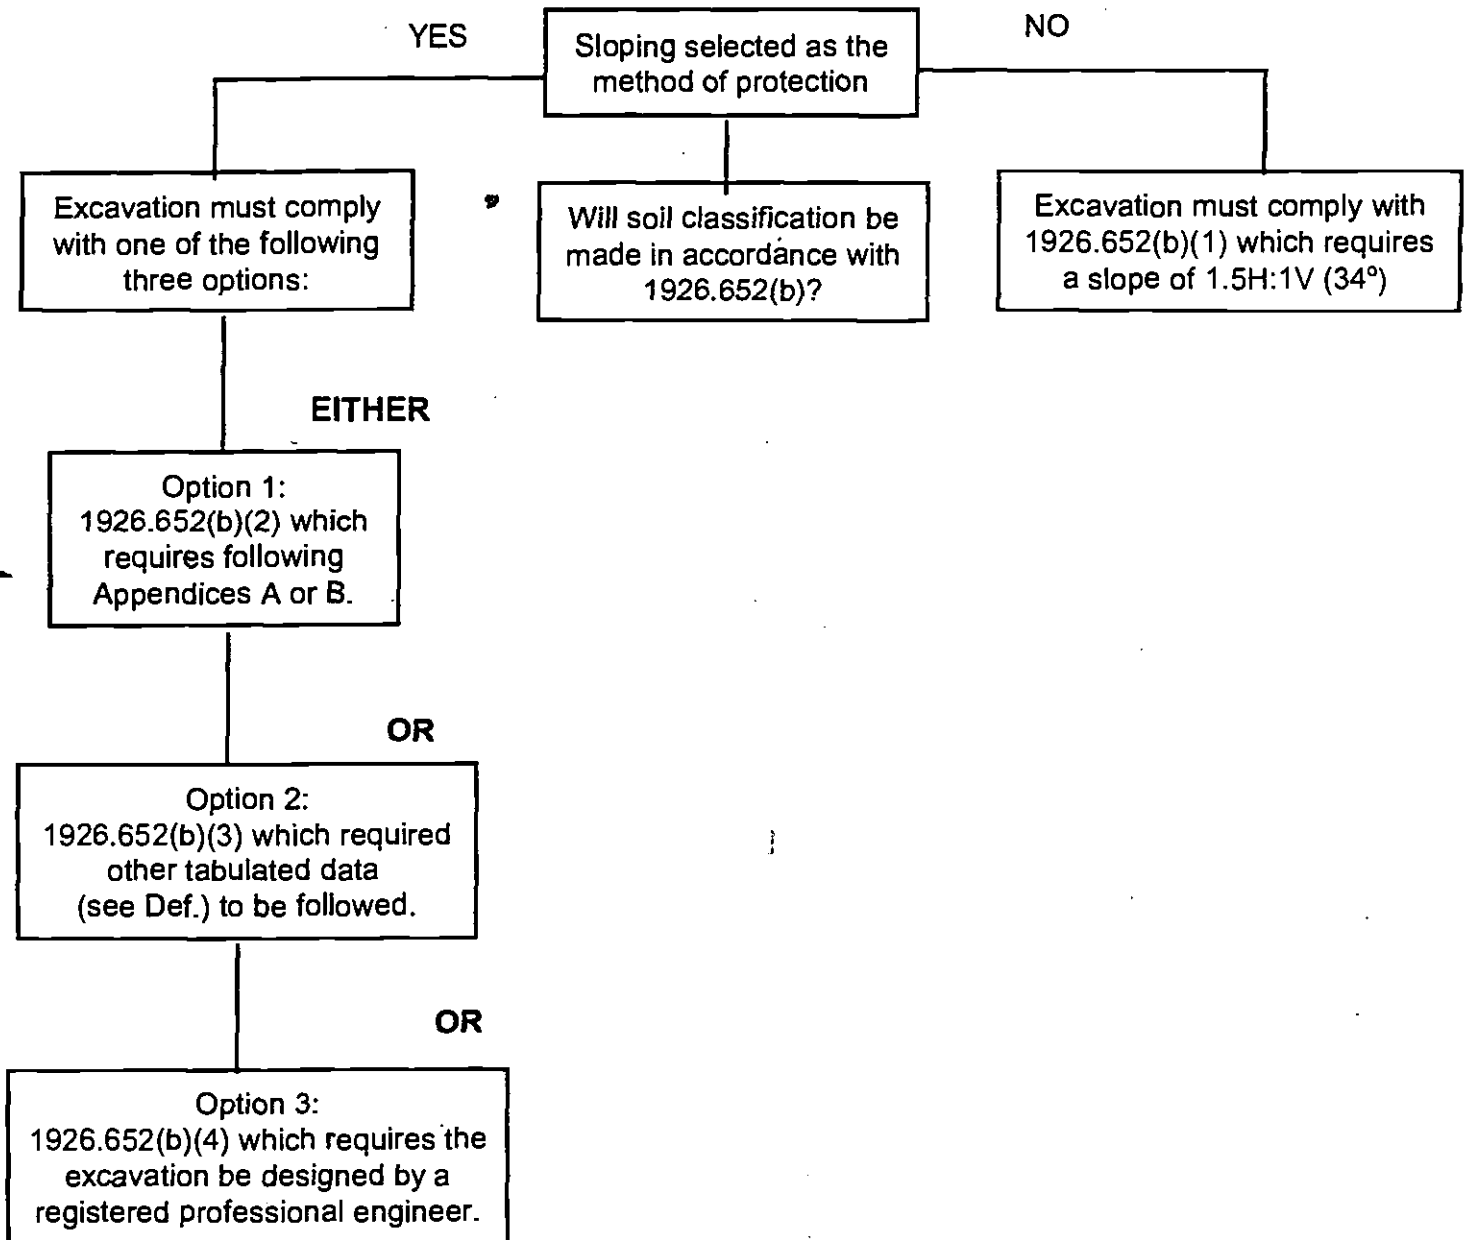 YES
Sloping selected as the
method of protection
NO
Excavation must comply
with one of the following
three options:
Will soil classification be
made in accordance with
1926.652(b)?
Excavation must comply with
1926.652(b)(1) which requires
a slope of 1.5H:1V (34º)
EITHER
Option 1:
1926.652(b)(2) which
requires following
Appendices A or B.
OR
Option 2:
1926.652(b)(3) which required
other tabulated data
(see Def.) to be followed.
OR
Option 3:
1926.652(b)(4) which requires the
excavation be designed by a
registered professional engineer.